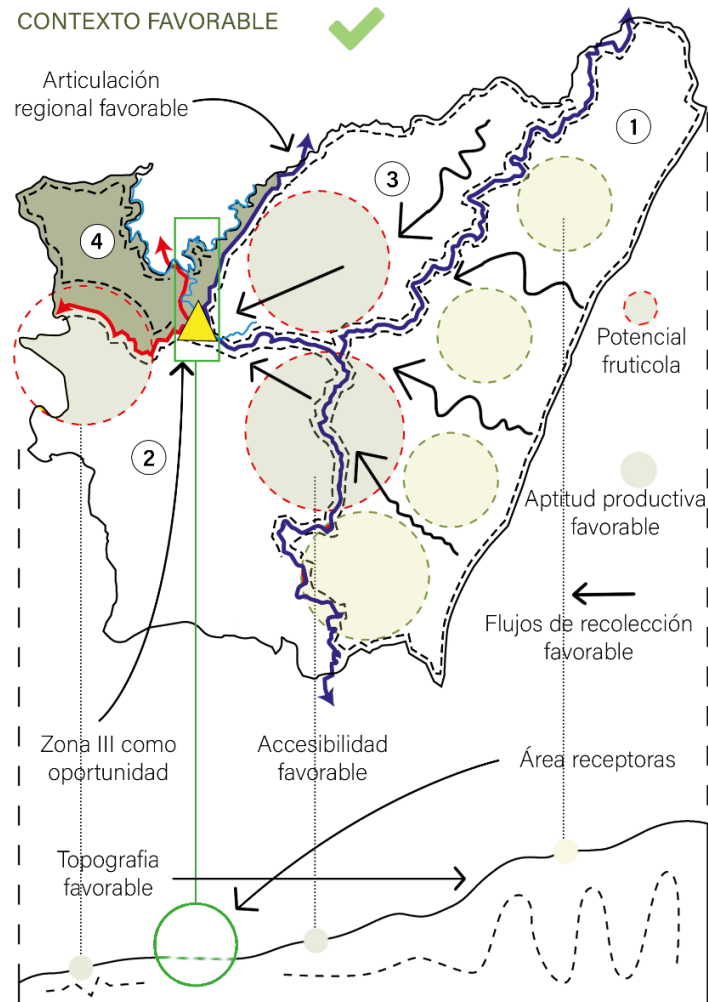 CONTEXTO FAVORABLE
Articulación
regional favorable
1
3
4
2
Potencial
fruticola
Aptitud productiva
favorable
Flujos de recolección
favorable
Zona III como
oportunidad
Accesibilidad
favorable
Área receptoras
Topografia
favorable